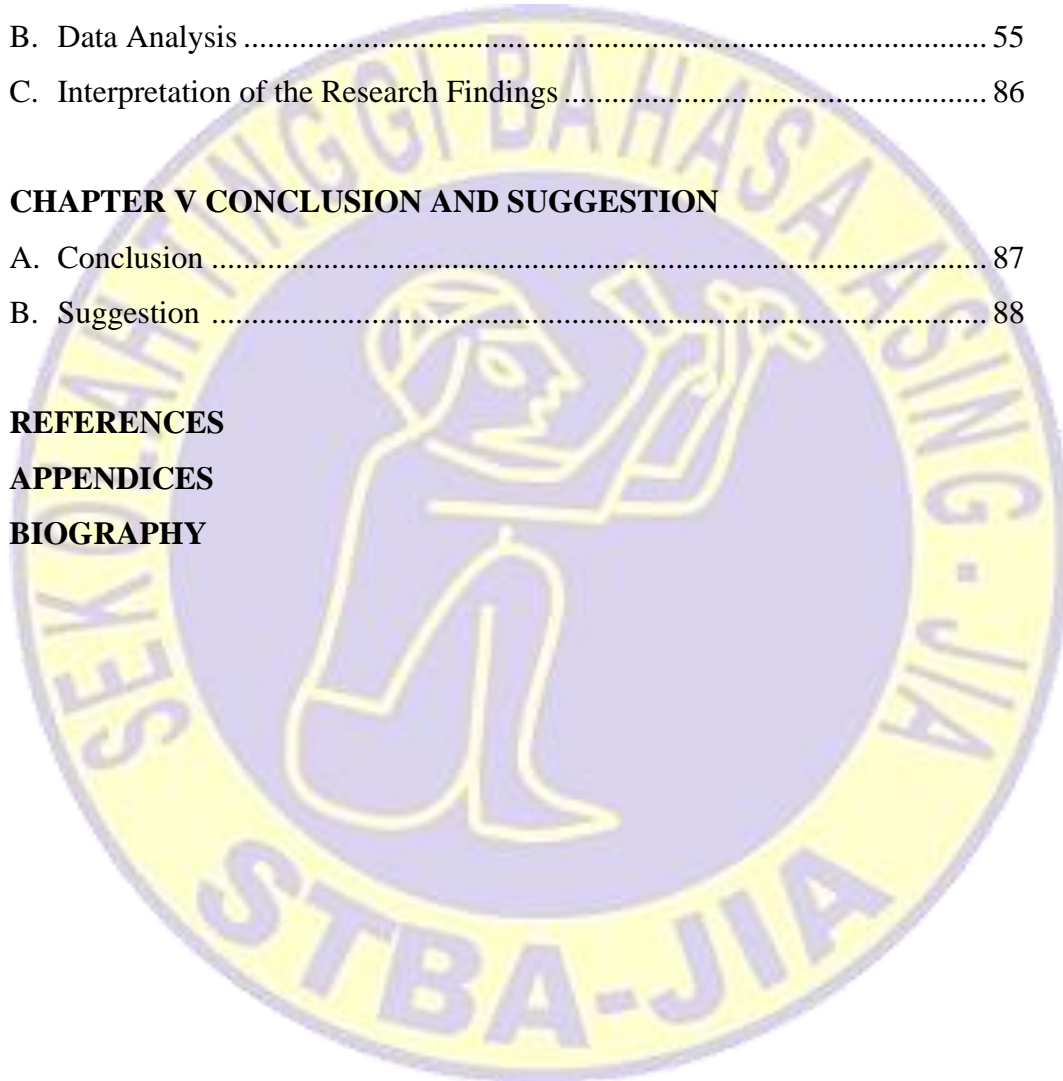 B. Data Analysis ........................................................................................ 55
C. Interpretation of the Research Findings .................................................. 86
CHAPTER V CONCLUSION AND SUGGESTION
A. Conclusion ............................................................................................ 87
B. Suggestion ............................................................................................ 88
REFERENCES
APPENDICES
BIOGRAPHY
SEKOLAH TINGGI BAHASA ASING - JIA
STBA-JIA